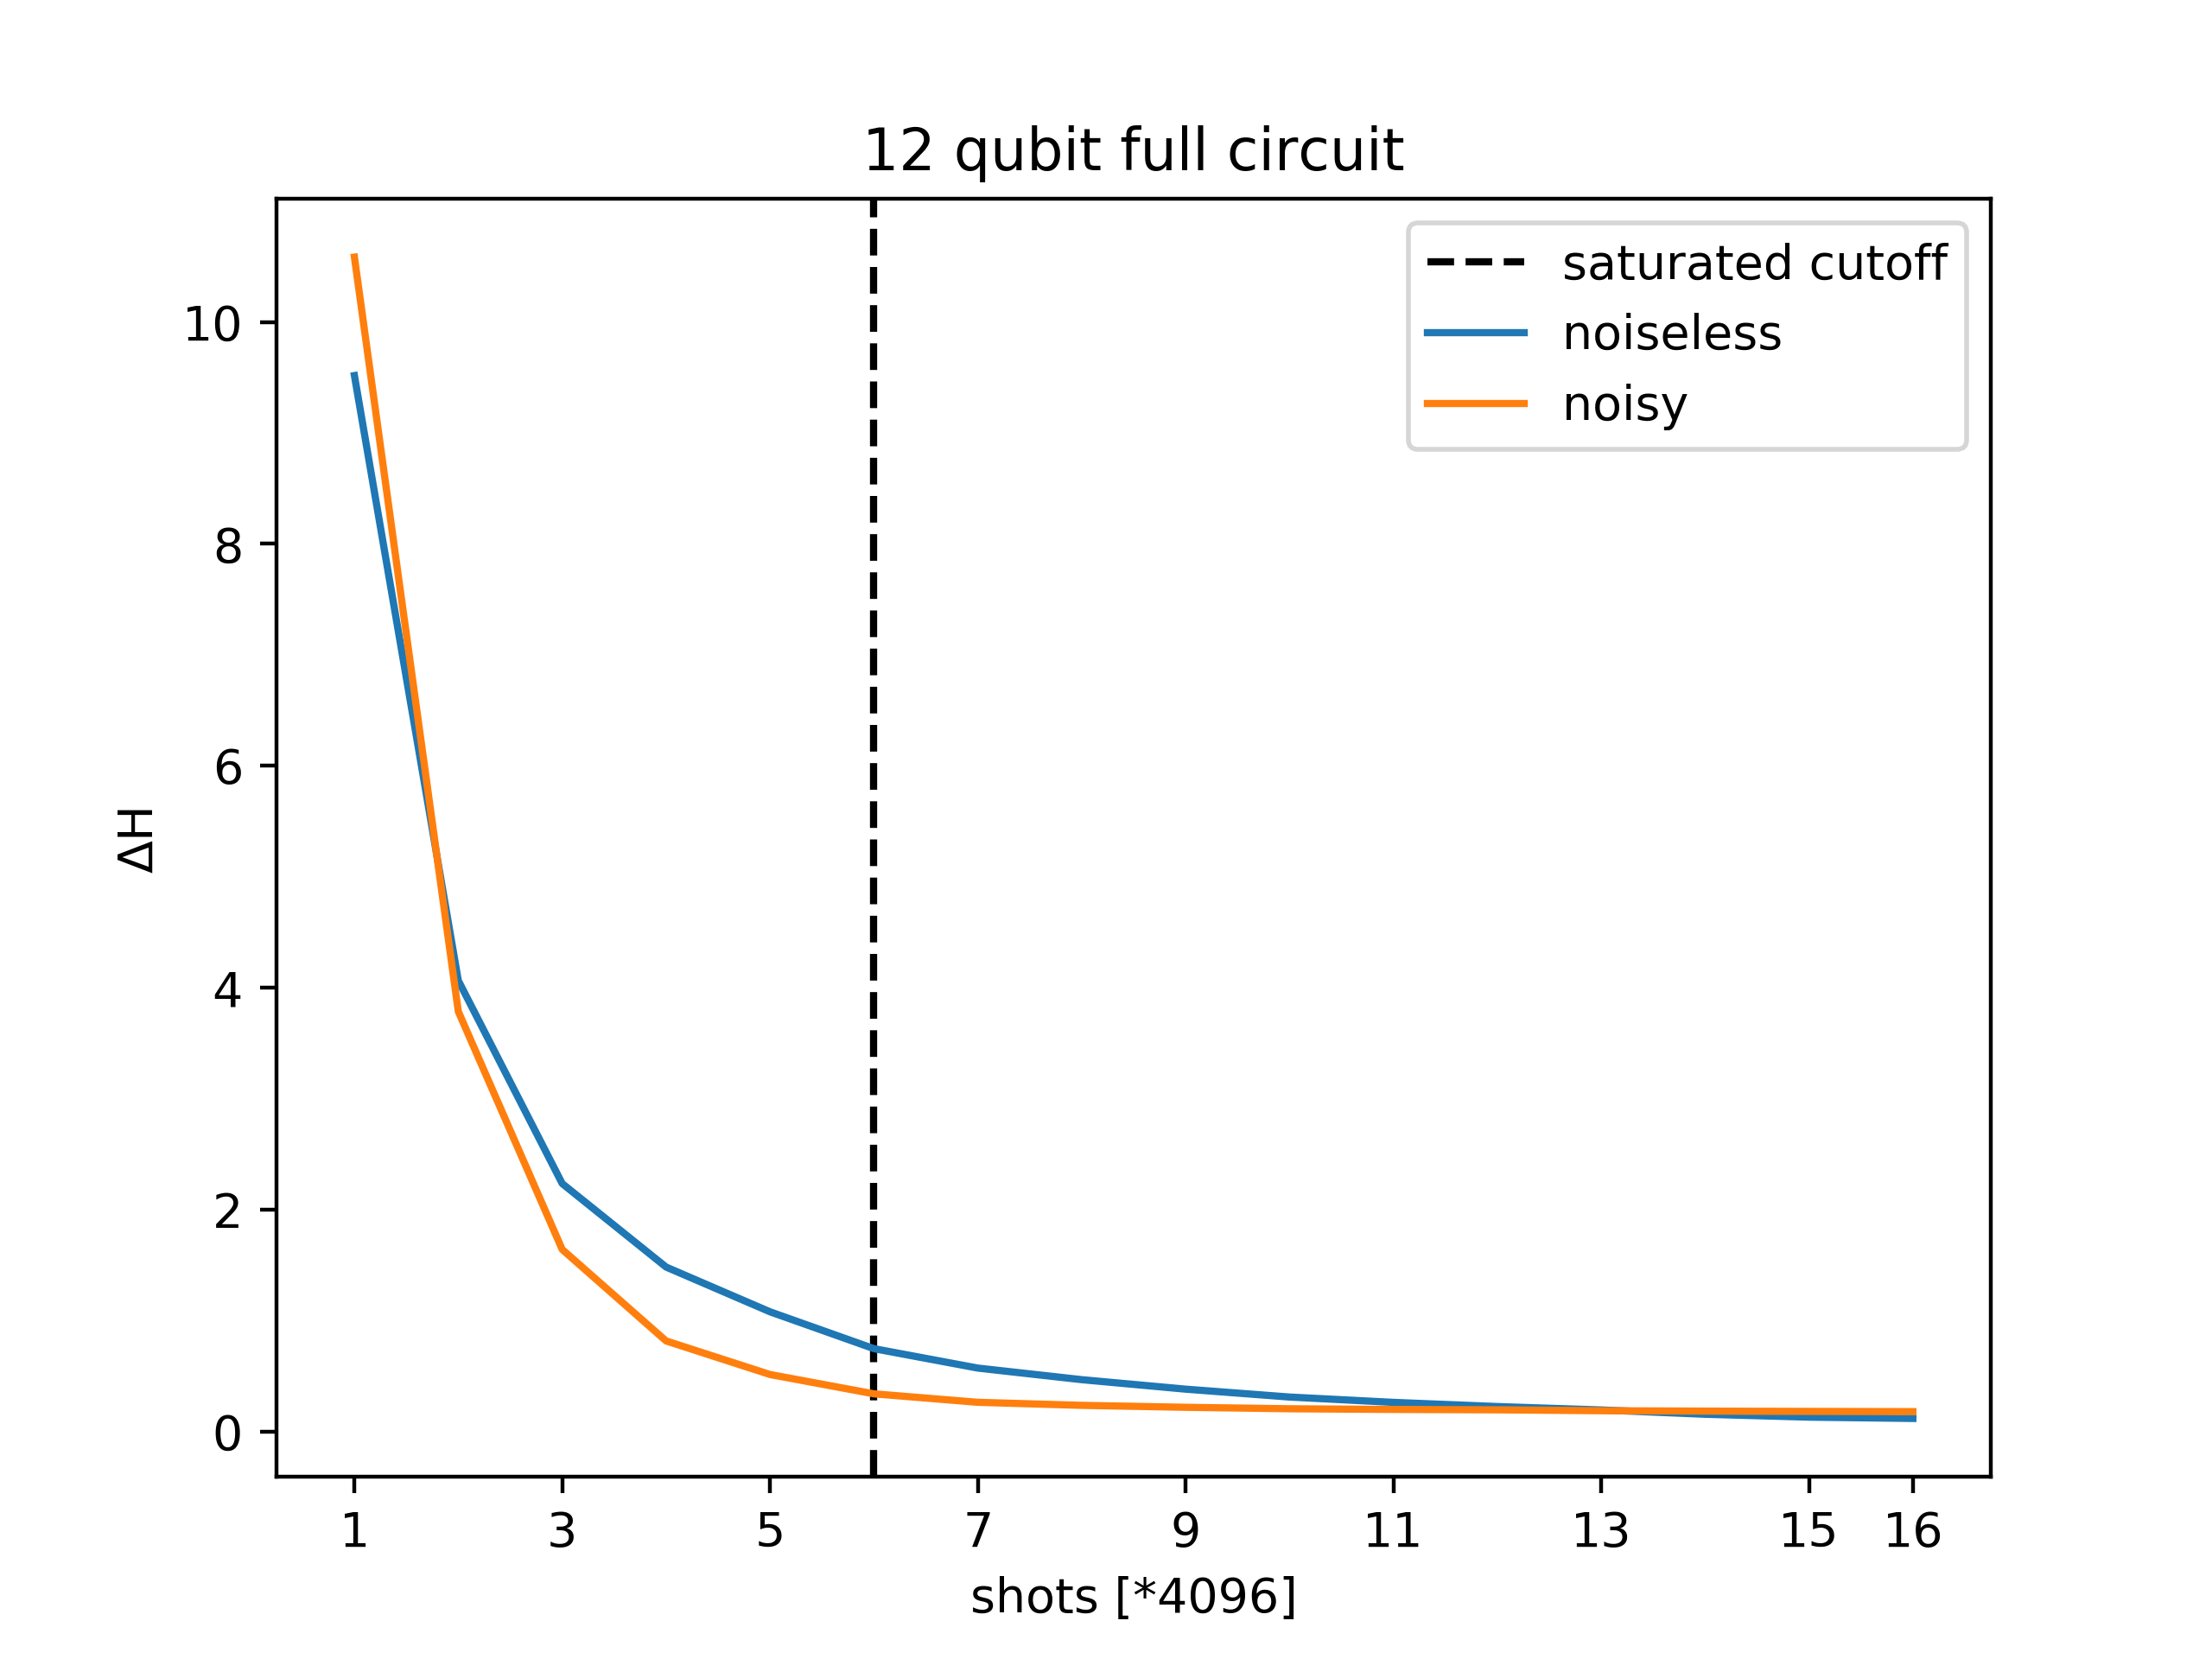 12 qubit full circuit
saturated cutoff
noiseless
noisy
10
8
6
4
2
0
ΔH
1 3 5 7 9 11 13 15 16
shots [*4096]